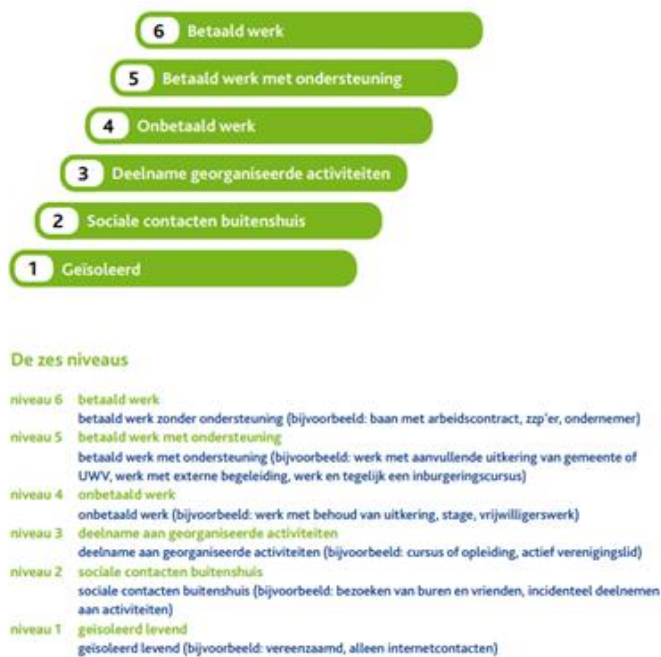 6 Betaald werk
5 Betaald werk met ondersteuning
4 Onbetaald werk
3 Deelname georganiseerde activiteiten
2 Sociale contacten buitenshuis
1 Geïsoleerd
De zes niveaus
niveau 6 betaald werk
betaald werk zonder ondersteuning (bijvoorbeeld: baan met arbeidscontract, zzp'er, ondernemer)
niveau 5 betaald werk met ondersteuning
betaald werk met ondersteuning (bijvoorbeeld: werk met aanvullende uitkering van gemeente of
UWV, werk met externe begeleiding, werk en tegelijk een inburgeringscursus)
niveau 4 onbetaald werk
onbetaald werk (bijvoorbeeld: werk met behoud van uitkering, stage, vrijwilligerswerk)
niveau 3 deelname aan georganiseerde activiteiten
deelname aan georganiseerde activiteiten (bijvoorbeeld: cursus of opleiding, actief verenigingslid)
niveau 2 sociale contacten buitenshuis
sociale contacten buitenshuis (bijvoorbeeld: bezoeken van buren en vrienden, incidenteel deelnemen
aan activiteiten)
niveau 1 geïsoleerd levend
geïsoleerd levend (bijvoorbeeld: vereenzaamd, alleen internetcontacten)